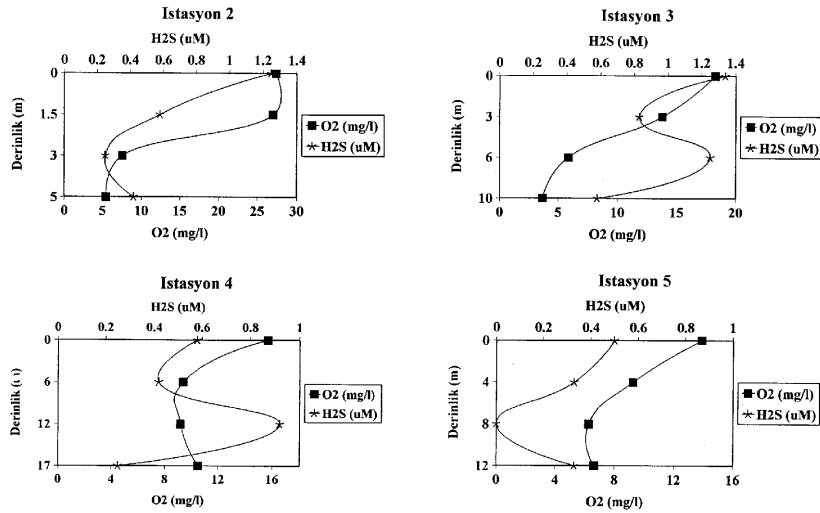 Istasyon 2
H2S (uM)
0 0.2 0.4 0.6 0.8 1 1.2 1.4
0
1.5
3
5
Derinlik (m)
0 5 10 15 20 25 30
O2 (mg/l)
O2 (mg/l)
H2S (uM)
Istasyon 3
H2S (uM)
0 0.2 0.4 0.6 0.8 1 1.2 1.4
0
3
6
10
Derinlik (m)
0 5 10 15 20
O2 (mg/l)
O2 (mg/l)
H2S (uM)
Istasyon 4
H2S (uM)
0 0.2 0.4 0.6 0.8 1
0
6
12
17
Derinlik
0 4 8 12 16
O2 (mg/l)
O2 (mg/l)
H2S (uM)
Istasyon 5
H2S (uM)
0 0.2 0.4 0.6 0.8 1
0
4
8
12
Derinlik (m)
0 4 8 12 16
O2 (mg/l)
O2 (mg/l)
H2S (uM)